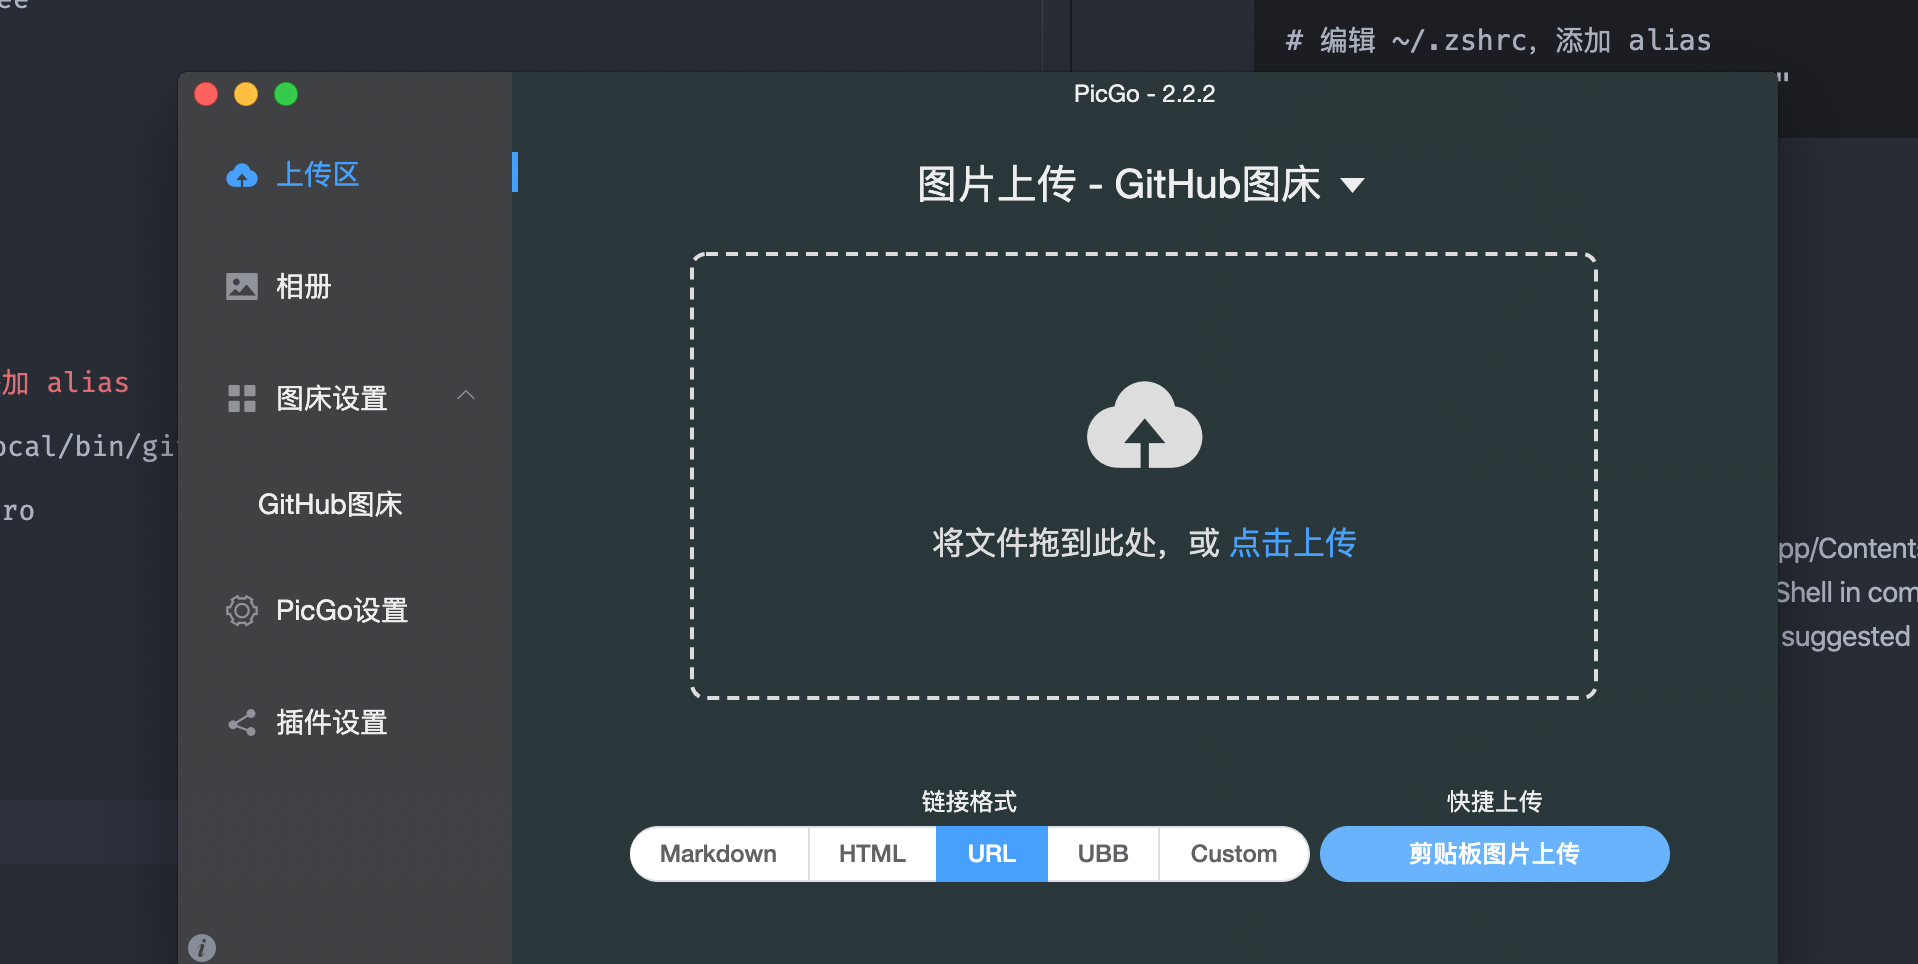 # 编辑 ~/.zshrc，添加 alias
"
PicGo - 2.2.2
上传区
图片上传 - GitHub图床
相册
加 alias
图床设置
ocal/bin/gi
GitHub图床
ro
将文件拖到此处，或 点击上传
pp/Content
Shell in com
suggested
PicGo设置
插件设置
链接格式
快捷上传
Markdown HTML URL UBB Custom
剪贴板图片上传
i